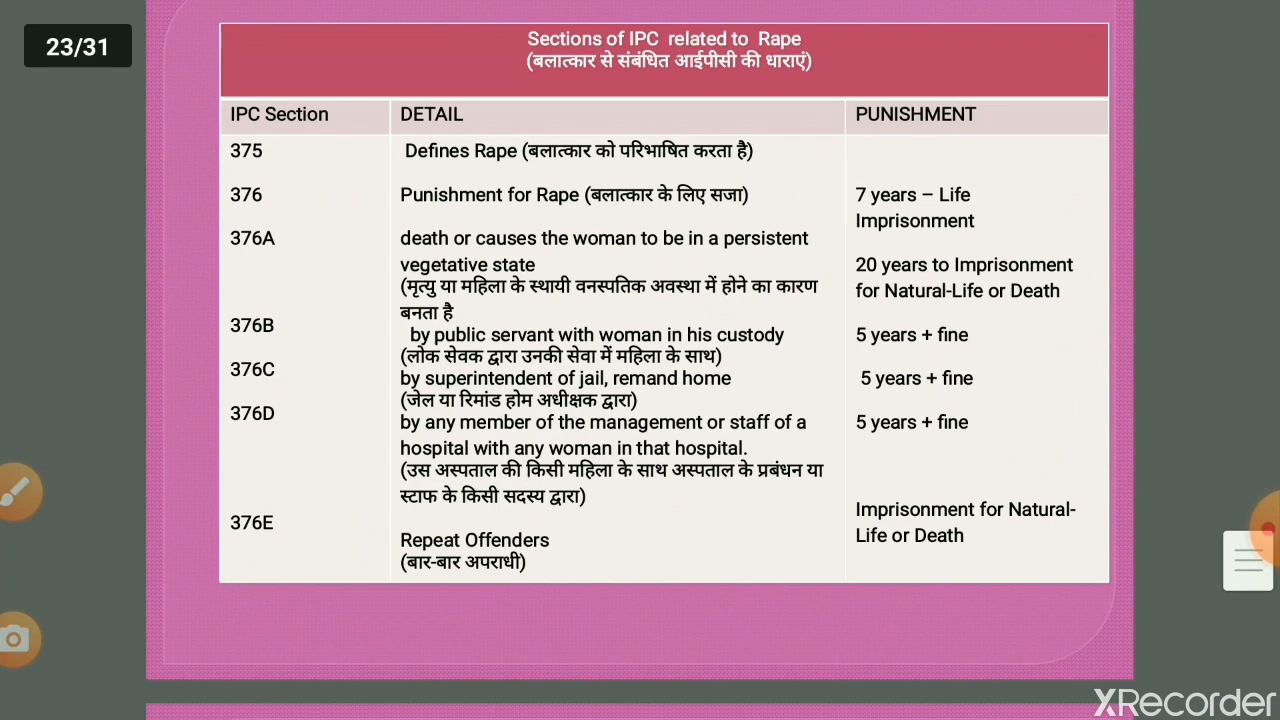 23/31
Sections of IPC related to Rape
(बलात्कार से संबंधित आईपीसी की धाराएं)
IPC Section
DETAIL
PUNISHMENT
375
Defines Rape (बलात्कार को परिभाषित करता है)
376
Punishment for Rape (बलात्कार के लिए सजा)
7 years – Life
Imprisonment
376A
death or causes the woman to be in a persistent
vegetative state
(मृत्यु या महिला के स्थायी वनस्पतिक अवस्था में होने का कारण
बनता है
20 years to Imprisonment
for Natural-Life or Death
376B
by public servant with woman in his custody
(लोक सेवक द्वारा उनकी सेवा में महिला के साथ)
5 years + fine
376C
by superintendent of jail, remand home
(जेल या रिमांड होम अधीक्षक द्वारा)
5 years + fine
376D
by any member of the management or staff of a
hospital with any woman in that hospital.
(उस अस्पताल की किसी महिला के साथ अस्पताल के प्रबंधन या
स्टाफ के किसी सदस्य द्वारा)
5 years + fine
376E
Repeat Offenders
(बार-बार अपराधी)
Imprisonment for Natural-
Life or Death
XRecorder